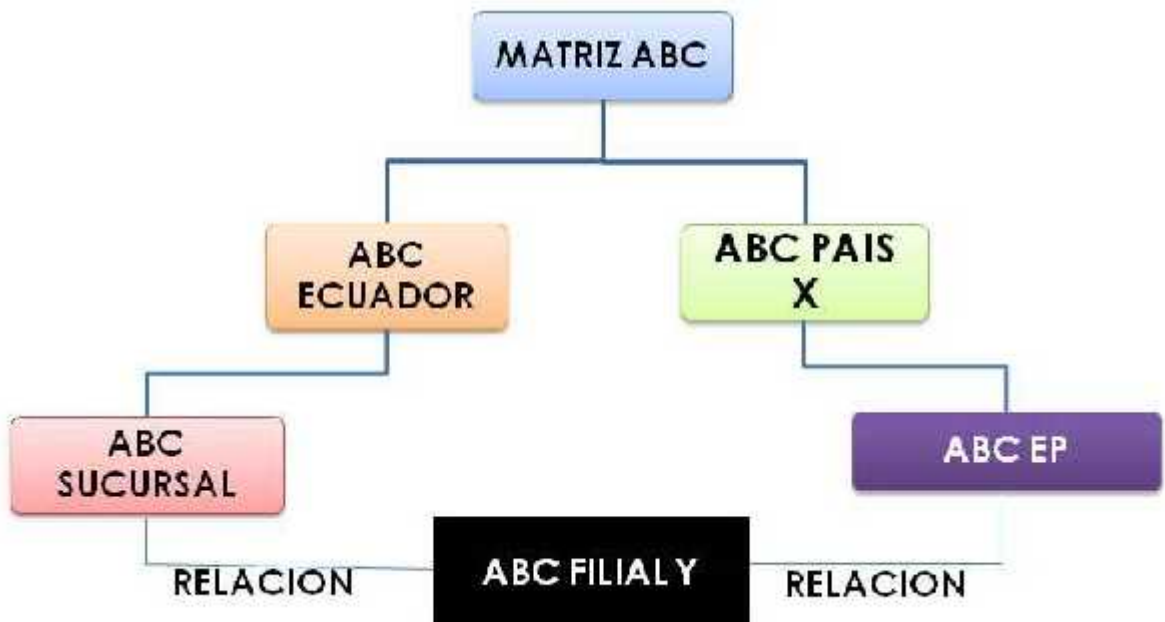 MATRIZ ABC
ABC
ECUADOR
ABC PAIS
X
ABC
SUCURSAL
ABC EP
RELACION
ABC FILIAL Y
RELACION